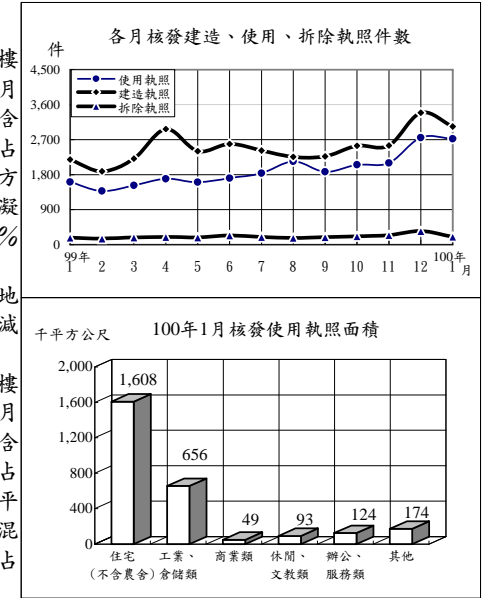 樓
月
含
占
方
凝
%
地
減
樓
月
含
占
平
混
占
各月核發建造、使用、拆除執照件數
件
4,500
3,600
2,700
1,800
900
0
使用執照
建造執照
拆除執照
99年 100年
1 2 3 4 5 6 7 8 9 10 11 12 1 月
100年1月核發使用執照面積
千平方公尺
2,000
1,600
1,200
800
400
0
1,608
656
49
93
124
174
住宅 工業、 商業類 休閒、 辦公、 其他
(不含農舍) 倉儲類 文教類 服務類